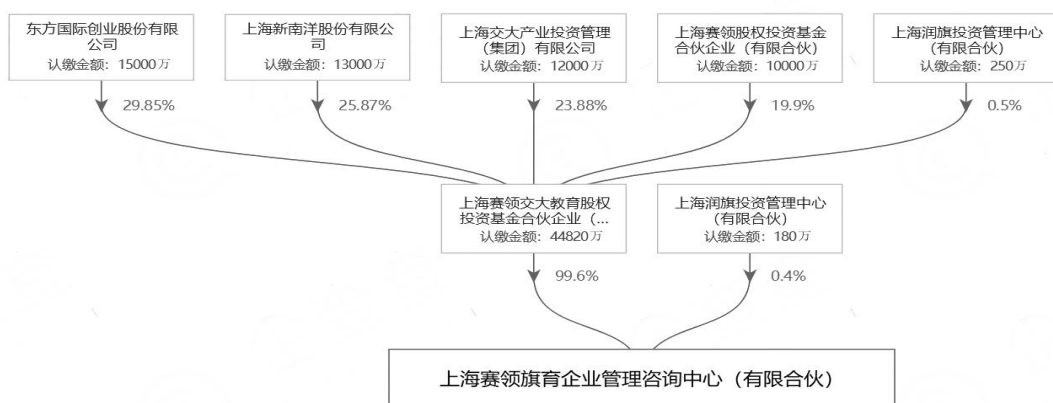 东方国际创业股份有限
公司
认缴金额：15000万
上海新南洋股份有限公
司
认缴金额：13000万
上海交大产业投资管理
（集团）有限公司
认缴金额：12000万
上海赛领股权投资基金
合伙企业（有限合伙）
认缴金额：10000万
上海润旗投资管理中心
（有限合伙）
认缴金额：250万
29.85%
25.87%
23.88%
19.9%
0.5%
上海赛领交大教育股权
投资基金合伙企业（...
认缴金额：44820万
上海润旗投资管理中心
（有限合伙）
认缴金额：180万
99.6%
0.4%
上海赛领旗育企业管理咨询中心（有限合伙）